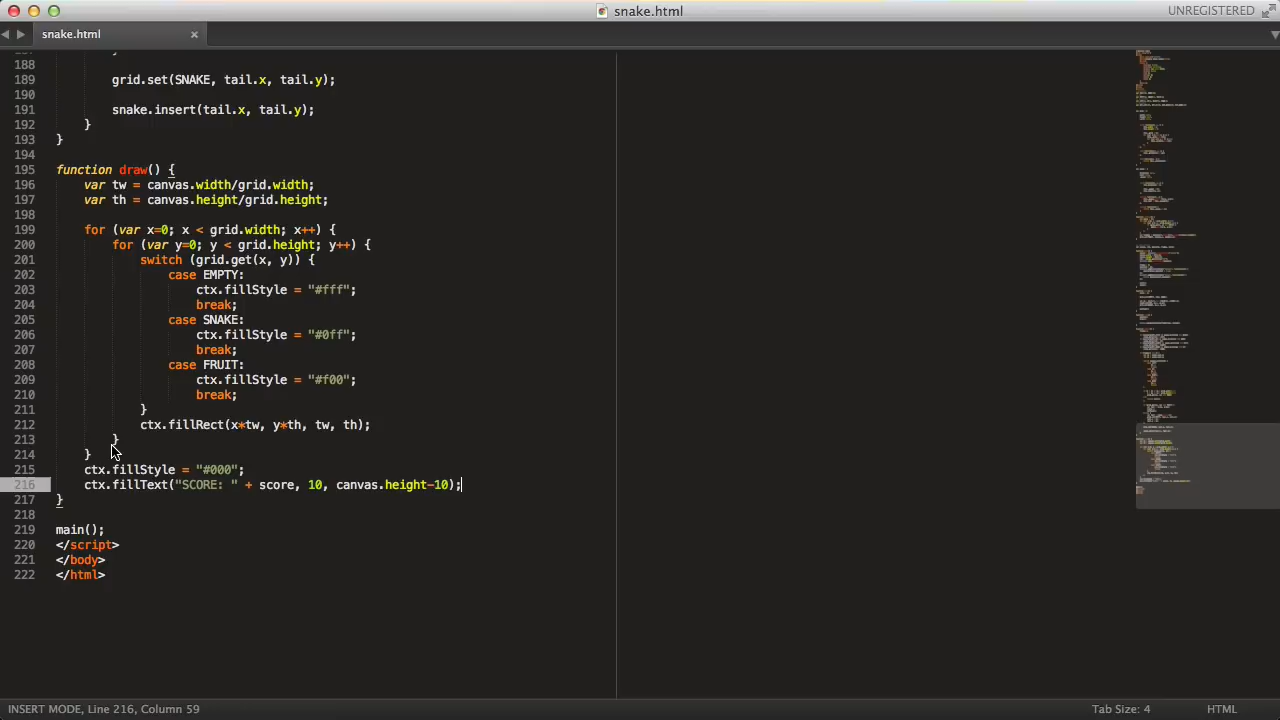 snake.html
UNREGISTERED
snake.html ×
188
189 grid.set(SNAKE, tail.x, tail.y);
190
191 snake.insert(tail.x, tail.y);
192 }
193 }
194
195 function draw() {
196 var tw = canvas.width/grid.width;
197 var th = canvas.height/grid.height;
198
199 for (var x=0; x < grid.width; x++) {
200 for (var y=0; y < grid.height; y++) {
201 switch (grid.get(x, y)) {
202 case EMPTY:
203 ctx.fillStyle = "#fff";
204 break;
205 case SNAKE:
206 ctx.fillStyle = "#0ff";
207 break;
208 case FRUIT:
209 ctx.fillStyle = "#f00";
210 break;
211 }
212 ctx.fillRect(x*tw, y*th, tw, th);
213 }
214 }
215 ctx.fillStyle = "#000";
216 ctx.fillText("SCORE: " + score, 10, canvas.height-10);
217 }
218
219 main();
220 </script>
221 </body>
222 </html>
INSERT MODE, Line 216, Column 59
Tab Size: 4
HTML